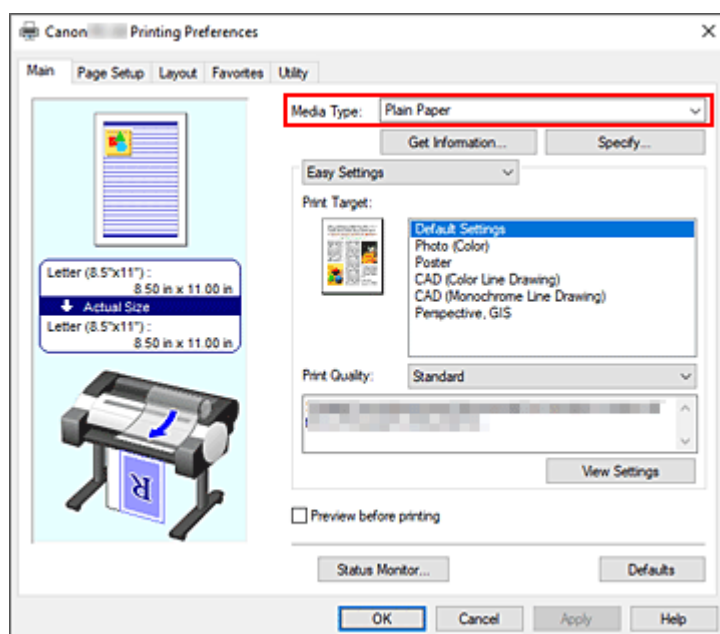 Canon Printing Preferences
Main Page Setup Layout Favorites Utility
Media Type: Plain Paper
Get Information... Specify...
Easy Settings
Print Target:
Default Settings
Photo (Color)
Poster
CAD (Color Line Drawing)
CAD (Monochrome Line Drawing)
Perspective, GIS
Letter (8.5"x11") :
8.50 in x 11.00 in
Actual Size
Letter (8.5"x11") :
8.50 in x 11.00 in
Print Quality: Standard
R
View Settings
Preview before printing
Status Monitor... Defaults
OK Cancel Apply Help